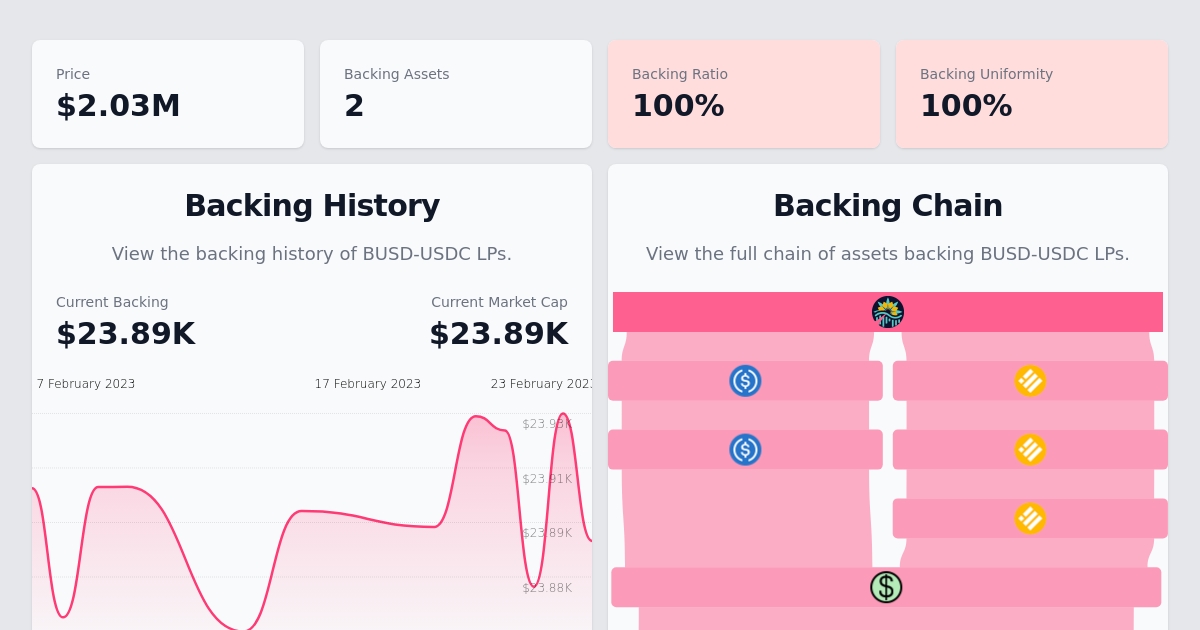 Price
$2.03M
Backing Assets
2
Backing Ratio
100%
Backing Uniformity
100%
Backing History
View the backing history of BUSD-USDC LPs.
Current Backing
$23.89K
Current Market Cap
$23.89K
7 February 2023
17 February 2023
23 February 2023
$23.93K
$23.91K
$23.89K
$23.88K
Backing Chain
View the full chain of assets backing BUSD-USDC LPs.
$
$
$